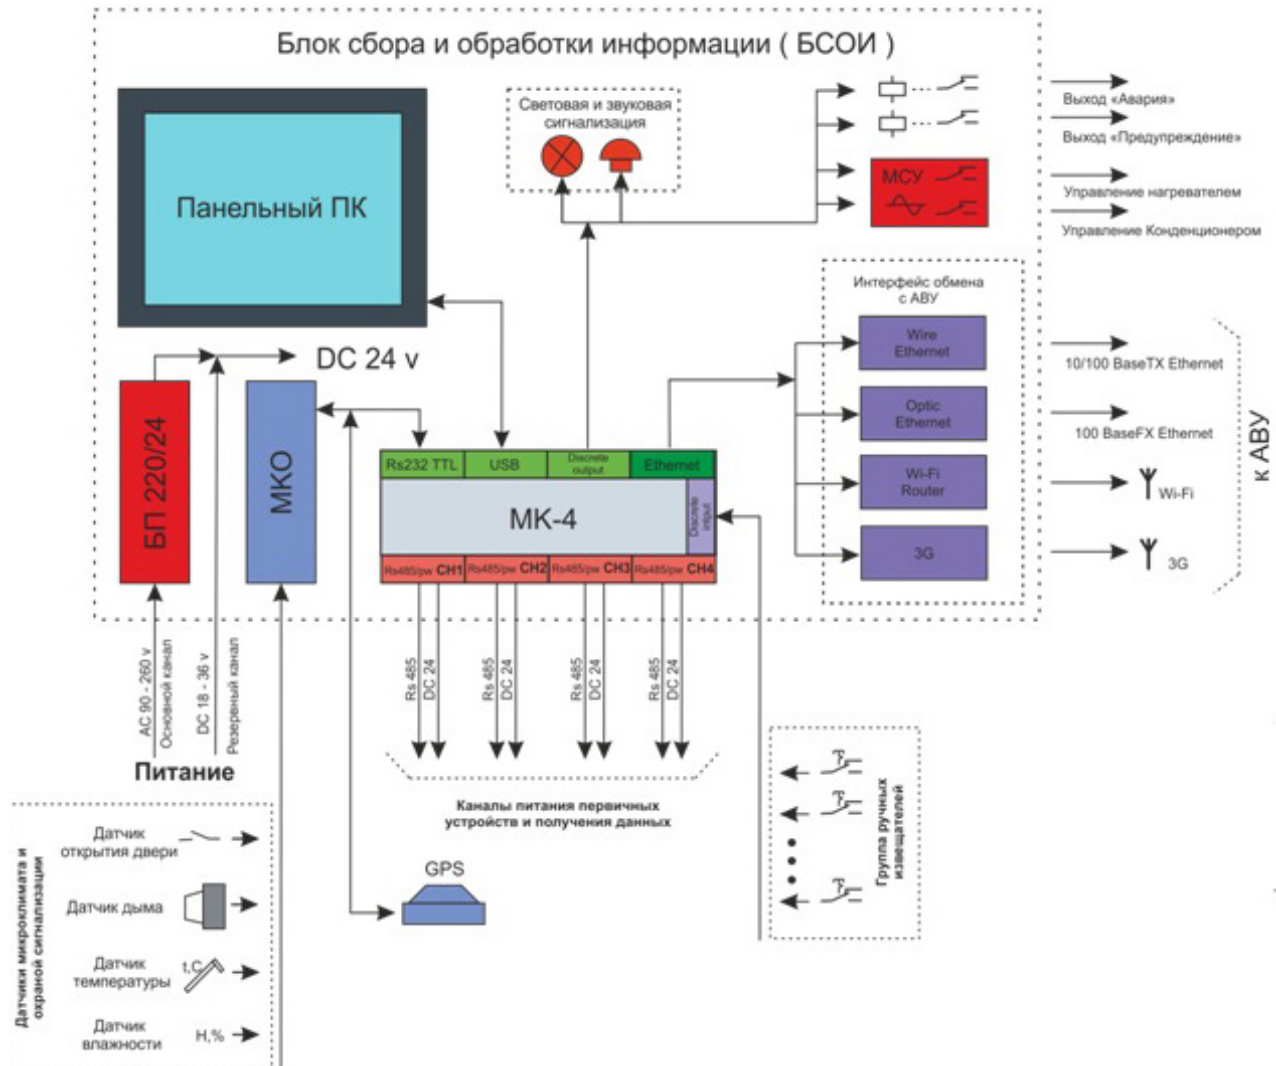 Блок сбора и обработки информации ( БСОИ )
Панельный ПК
Световая и звуковая
сигнализация
МСУ
Выход «Авария»
Выход «Предупреждение»
Управление нагревателем
Управление Конденционером
Интерфейс обмена
с АВУ
Wire
Ethernet
Optic
Ethernet
Wi-Fi
Router
3G
10/100 BaseTX Ethernet
100 BaseFX Ethernet
Wi-Fi
3G
к АВУ
DC 24 v
БП 220/24
МКО
Rs232 TTL
USB
Discrete
output
Ethernet
МК-4
Discrete
intput
Rs485/pw CH1
Rs485/pw CH2
Rs485/pw CH3
Rs485/pw CH4
AC 90 - 260 v
Основной канал
DC 18 - 36 v
Резервный канал
Питание
Rs 485
DC 24
Rs 485
DC 24
Rs 485
DC 24
Rs 485
DC 24
Каналы питания первичных
устройств и получения данных
GPS
Группа ручных
извещателей
Датчики микроклимата и
охраной сигнализации
Датчик
открытия двери
Датчик дыма
Датчик
температуры
t,C
Датчик
влажности
H,%